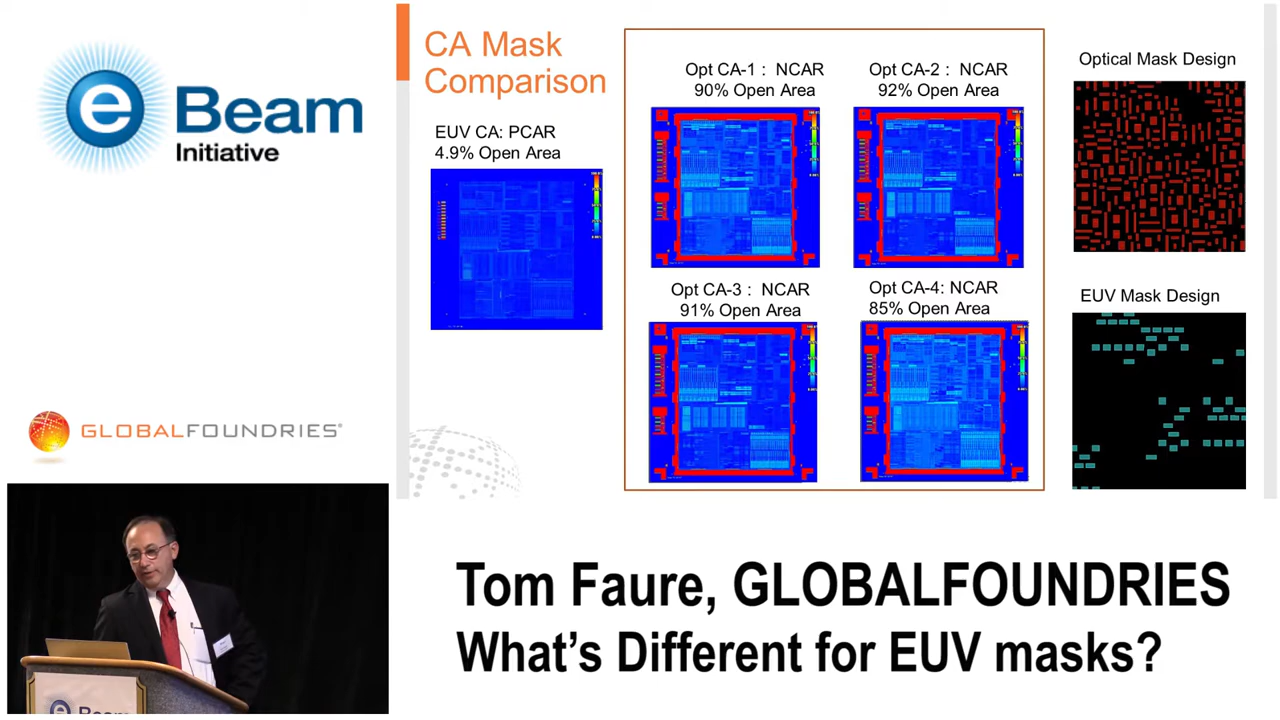 e Beam
Initiative
GLOBALFOUNDRIES
CA Mask
Comparison
EUV CA: PCAR
4.9% Open Area
Opt CA-1 : NCAR
90% Open Area
Opt CA-2 : NCAR
92% Open Area
Opt CA-3 : NCAR
91% Open Area
Opt CA-4: NCAR
85% Open Area
Optical Mask Design
EUV Mask Design
e Beam
Tom Faure, GLOBALFOUNDRIES
What's Different for EUV masks?